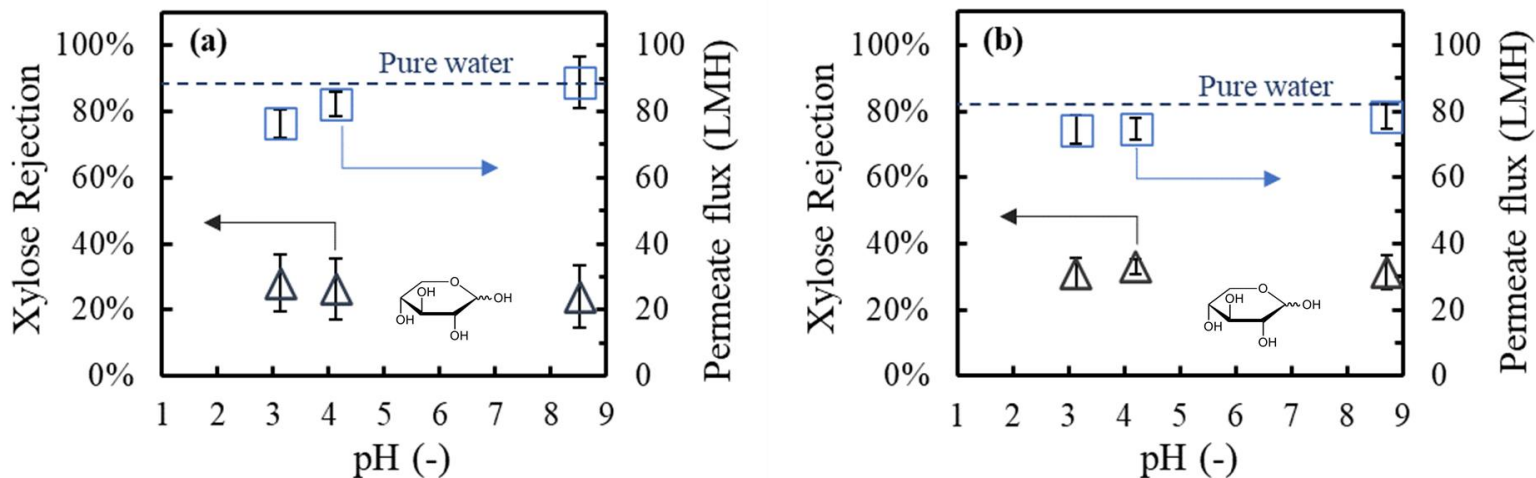 (a)
Pure water
Xylose Rejection
100%
80%
60%
40%
20%
0%
100
80
60
40
20
0
Permeate flux (LMH)
O
OH
OH
OH
OH
1 2 3 4 5 6 7 8 9
pH (-)
(b)
Pure water
Xylose Rejection
100%
80%
60%
40%
20%
0%
100
80
60
40
20
0
Permeate flux (LMH)
O
OH
OH
OH
OH
1 2 3 4 5 6 7 8 9
pH (-)